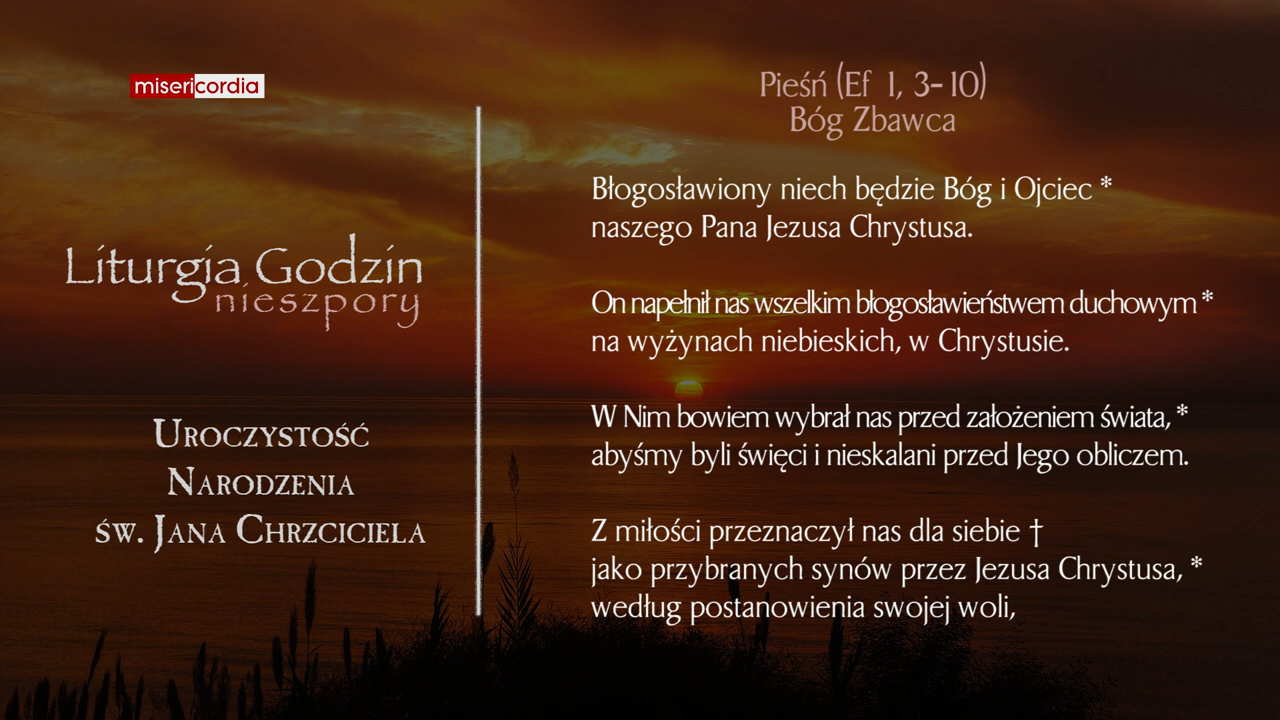 misericordia
Liturgia Godzin
nieszpory
Uroczystość
Narodzenia
św. Jana Chrzciciela
Pieśń (Ef 1, 3-10)
Bóg Zbawca
Błogosławiony niech będzie Bóg i Ojciec *
naszego Pana Jezusa Chrystusa.
On napełnił nas wszelkim błogosławieństwem duchowym *
na wyżynach niebieskich, w Chrystusie.
W Nim bowiem wybrał nas przed założeniem świata, *
abyśmy byli święci i nieskalani przed Jego obliczem.
Z miłości przeznaczył nas dla siebie †
jako przybranych synów przez Jezusa Chrystusa, *
według postanowienia swojej woli,